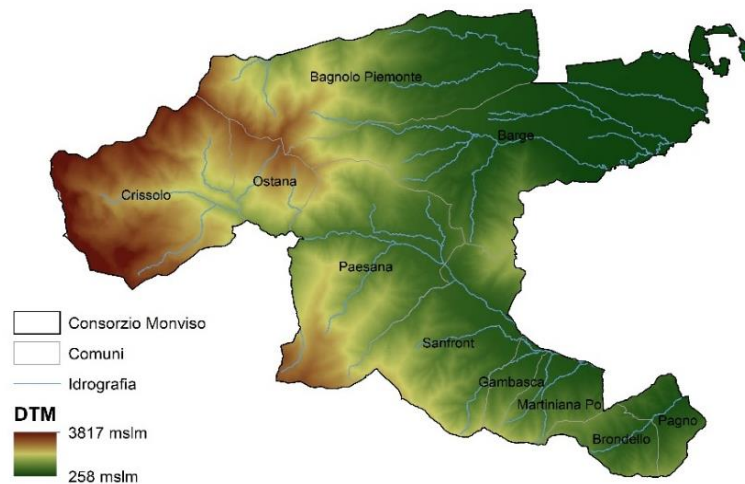 Bagnolo Piemonte
Barge
Crissolo
Ostana
Paesana
Sanfront
Gambasca
Martiniana Po
Brondello
Pagno
Consorzio Monviso
Comuni
Idrografia
DTM
3817 mslm
258 mslm